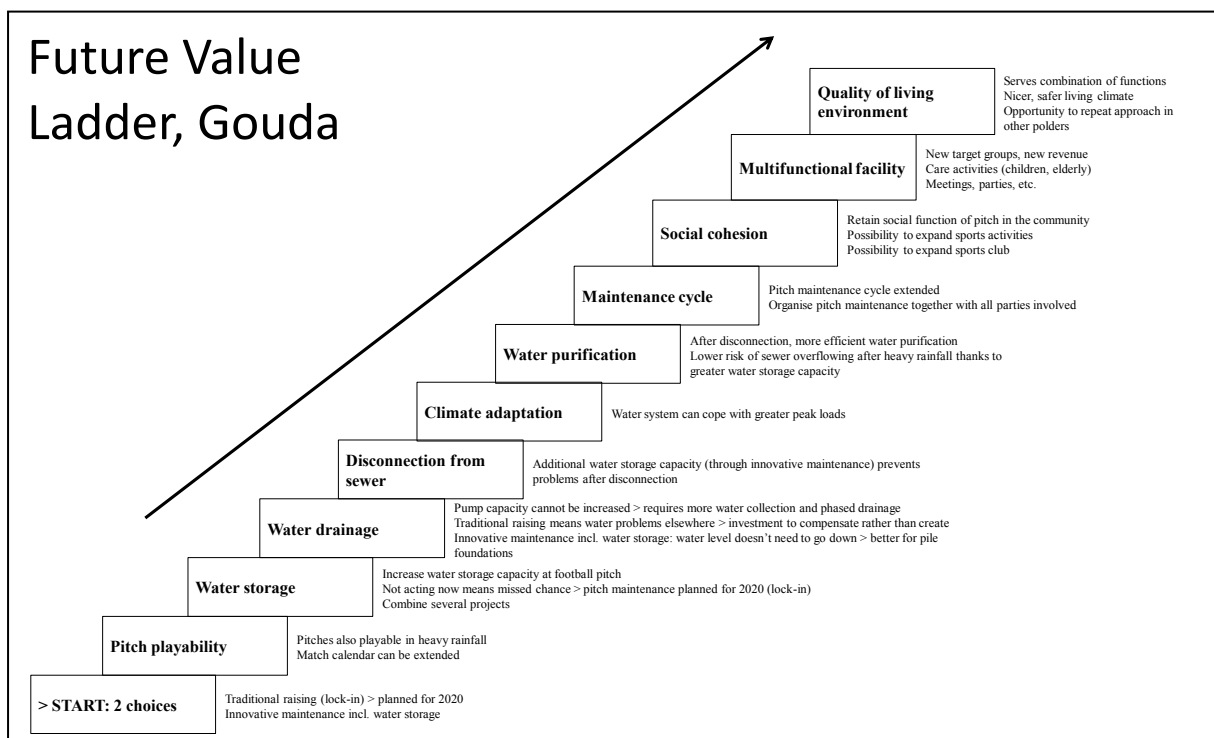 Future Value
Ladder, Gouda
Quality of living
environment
Serves combination of functions
Nicer, safer living climate
Opportunity to repeat approach in
other polders
Multifunctional facility
New target groups, new revenue
Care activities (children, elderly)
Meetings, parties, etc.
Social cohesion
Retain social function of pitch in the community
Possibility to expand sports activities
Possibility to expand sports club
Maintenance cycle
Pitch maintenance cycle extended
Organise pitch maintenance together with all parties involved
Water purification
After disconnection, more efficient water purification
Lower risk of sewer overflowing after heavy rainfall thanks to
greater water storage capacity
Climate adaptation
Water system can cope with greater peak loads
Disconnection from
sewer
Additional water storage capacity (through innovative maintenance) prevents
problems after disconnection
Water drainage
Pump capacity cannot be increased > requires more water collection and phased drainage
Traditional raising means water problems elsewhere > investment to compensate rather than create
Innovative maintenance incl. water storage: water level doesn't need to go down > better for pile
foundations
Water storage
Increase water storage capacity at football pitch
Not acting now means missed chance > pitch maintenance planned for 2020 (lock-in)
Combine several projects
Pitch playability
Pitches also playable in heavy rainfall
Match calendar can be extended
> START: 2 choices
Traditional raising (lock-in) > planned for 2020
Innovative maintenance incl. water storage